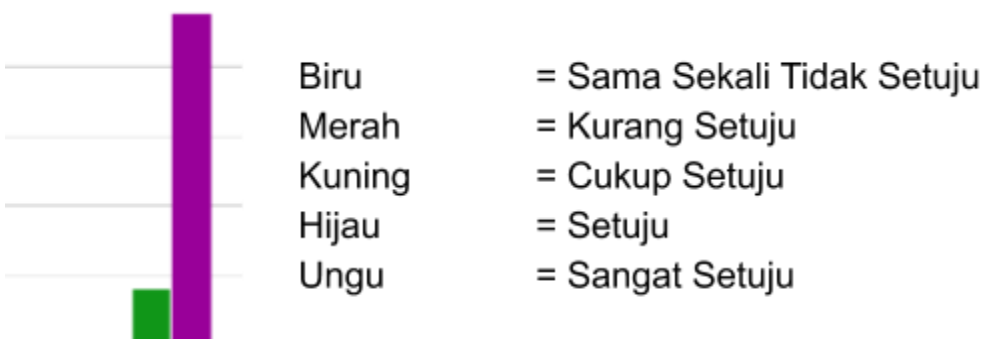 Biru = Sama Sekali Tidak Setuju
Merah = Kurang Setuju
Kuning = Cukup Setuju
Hijau = Setuju
Ungu = Sangat Setuju